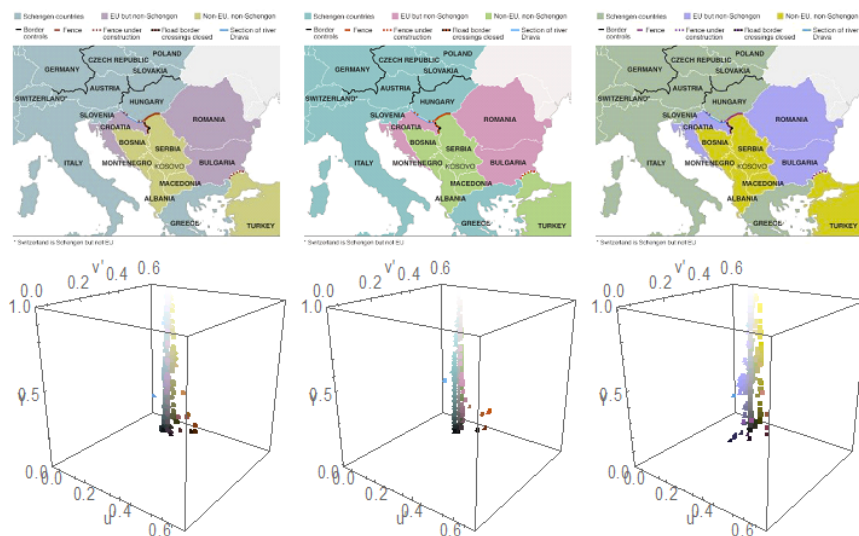 Schengen countries EU but non-Schengen Non-EU, non-Schengen
Border controls Fence Fence under construction Road border crossings closed Section of river Drava
POLAND
CZECH REPUBLIC
GERMANY
SLOVAKIA
AUSTRIA
SWITZERLAND*
HUNGARY
SLOVENIA
ROMANIA
CROATIA
BOSNIA
SERBIA
ITALY
MONTENEGRO
KOSOVO
BULGARIA
MACEDONIA
ALBANIA
GREECE
TURKEY
* Switzerland is Schengen but not EU
Schengen countries EU but non-Schengen Non-EU, non-Schengen
Border controls Fence Fence under construction Road border crossings closed Section of river Drava
POLAND
CZECH REPUBLIC
GERMANY
SLOVAKIA
AUSTRIA
SWITZERLAND*
HUNGARY
SLOVENIA
ROMANIA
CROATIA
BOSNIA
SERBIA
ITALY
MONTENEGRO
KOSOVO
BULGARIA
MACEDONIA
ALBANIA
GREECE
TURKEY
* Switzerland is Schengen but not EU
Schengen countries EU but non-Schengen Non-EU, non-Schengen
Border controls Fence Fence under construction Road border crossings closed Section of river Drava
POLAND
CZECH REPUBLIC
GERMANY
SLOVAKIA
AUSTRIA
SWITZERLAND*
HUNGARY
SLOVENIA
ROMANIA
CROATIA
BOSNIA
SERBIA
ITALY
MONTENEGRO
KOSOVO
BULGARIA
MACEDONIA
ALBANIA
GREECE
TURKEY
* Switzerland is Schengen but not EU
v'
0.0 0.2 0.4 0.6
1.0
0.5
Y
0.0
0.2
0.4
0.6
u'
v'
0.0 0.2 0.4 0.6
1.0
0.5
Y
0.0
0.2
0.4
0.6
u'
v'
0.0 0.2 0.4 0.6
1.0
0.5
Y
0.0
0.2
0.4
0.6
u'